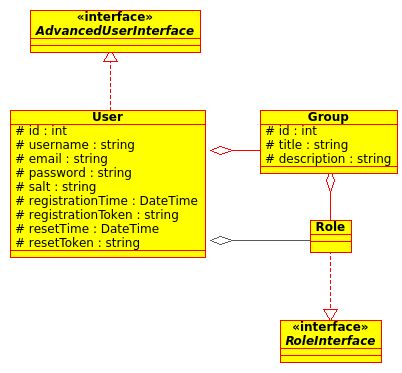 «interface»
AdvancedUserInterface
User
# id : int
# username : string
# email : string
# password : string
# salt : string
# registrationTime : DateTime
# registrationToken : string
# resetTime : DateTime
# resetToken : string
Group
# id : int
# title : string
# description : string
Role
«interface»
RoleInterface